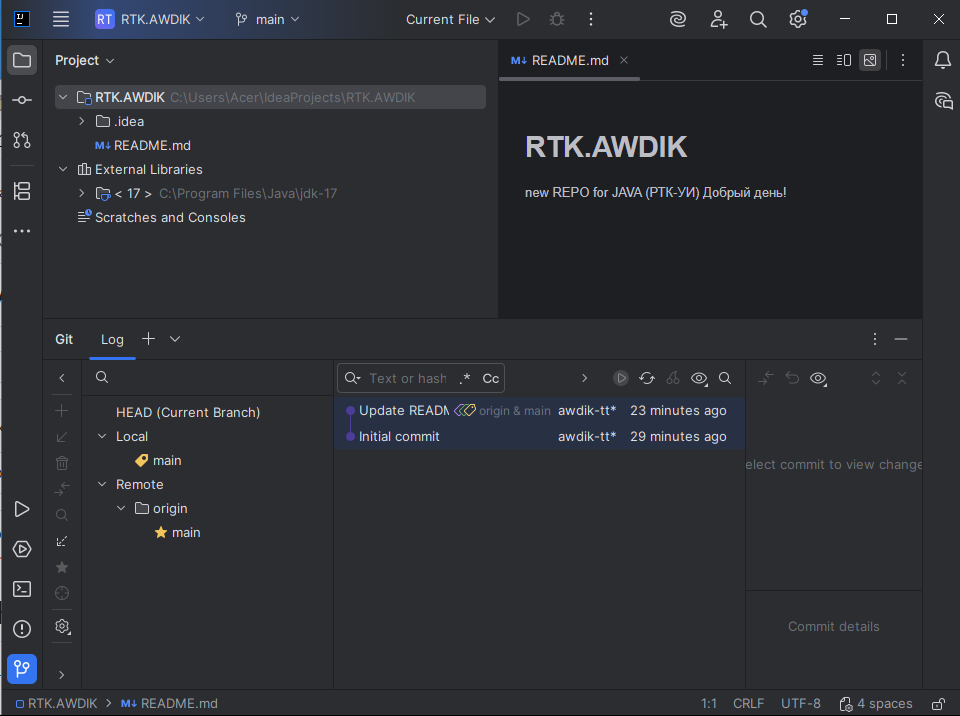 RT RTK.AWDIK main Current File
Project
RTK.AWDIK C:\Users\Acer\IdeaProjects\RTK.AWDIK
.idea
M↓ README.md
External Libraries
< 17 > C:\Program Files\Java\jdk-17
Scratches and Consoles
M↓ README.md
RTK.AWDIK
new REPO for JAVA (РТК-УИ) Добрый день!
Git Log
Text or hash .* Cc
HEAD (Current Branch)
Local
main
Remote
origin
main
Update READM origin & main awdik-tt* 23 minutes ago
Initial commit awdik-tt* 29 minutes ago
elect commit to view change
Commit details
RTK.AWDIK > M↓ README.md 1:1 CRLF UTF-8 4 spaces